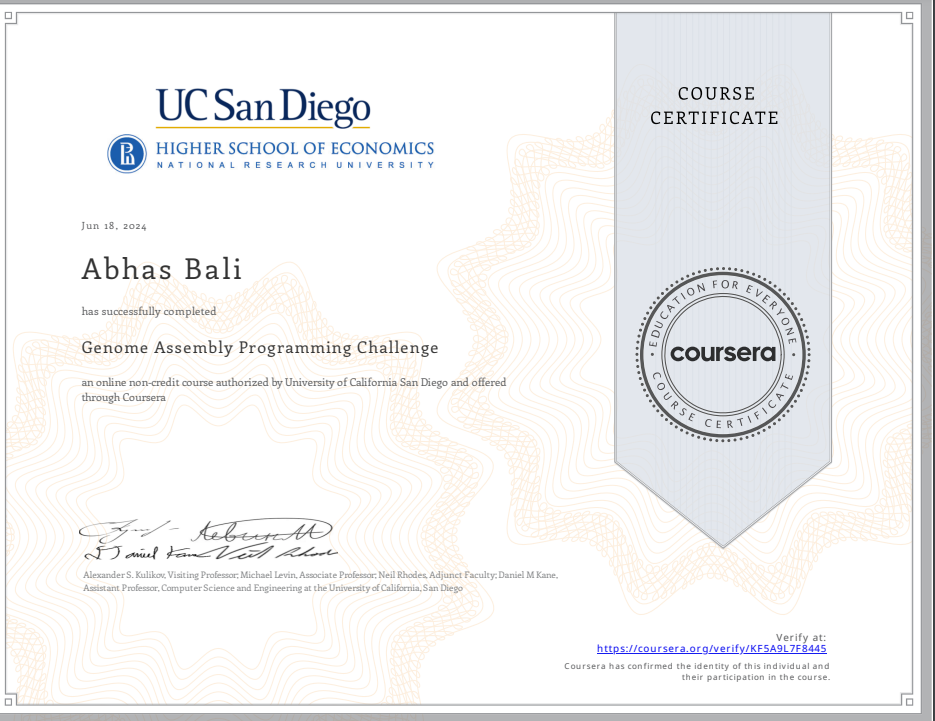 COURSE
CERTIFICATE
UC San Diego
HIGHER SCHOOL OF ECONOMICS
NATIONAL RESEARCH UNIVERSITY
Jun 18, 2024
Abhas Bali
has successfully completed
Genome Assembly Programming Challenge
an online non-credit course authorized by University of California San Diego and offered
through Coursera
EDUCATION FOR EVERYONE
coursera
COURSE CERTIFICATE
Alexander S. Kulikov, Visiting Professor; Michael Levin, Associate Professor; Neil Rhodes, Adjunct Faculty; Daniel M Kane,
Assistant Professor, Computer Science and Engineering at the University of California, San Diego
Verify at:
https://coursera.org/verify/KF5A9L7F8445
Coursera has confirmed the identity of this individual and
their participation in the course.